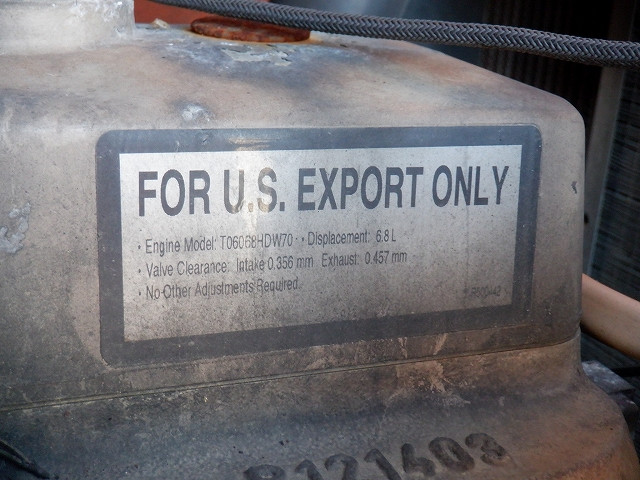 FOR U.S. EXPORT ONLY
• Engine Model: T06068HDW70 • Displacement: 6.8 L
• Valve Clearance: Intake 0.356 mm Exhaust: 0.457 mm
• No Other Adjustments Required.